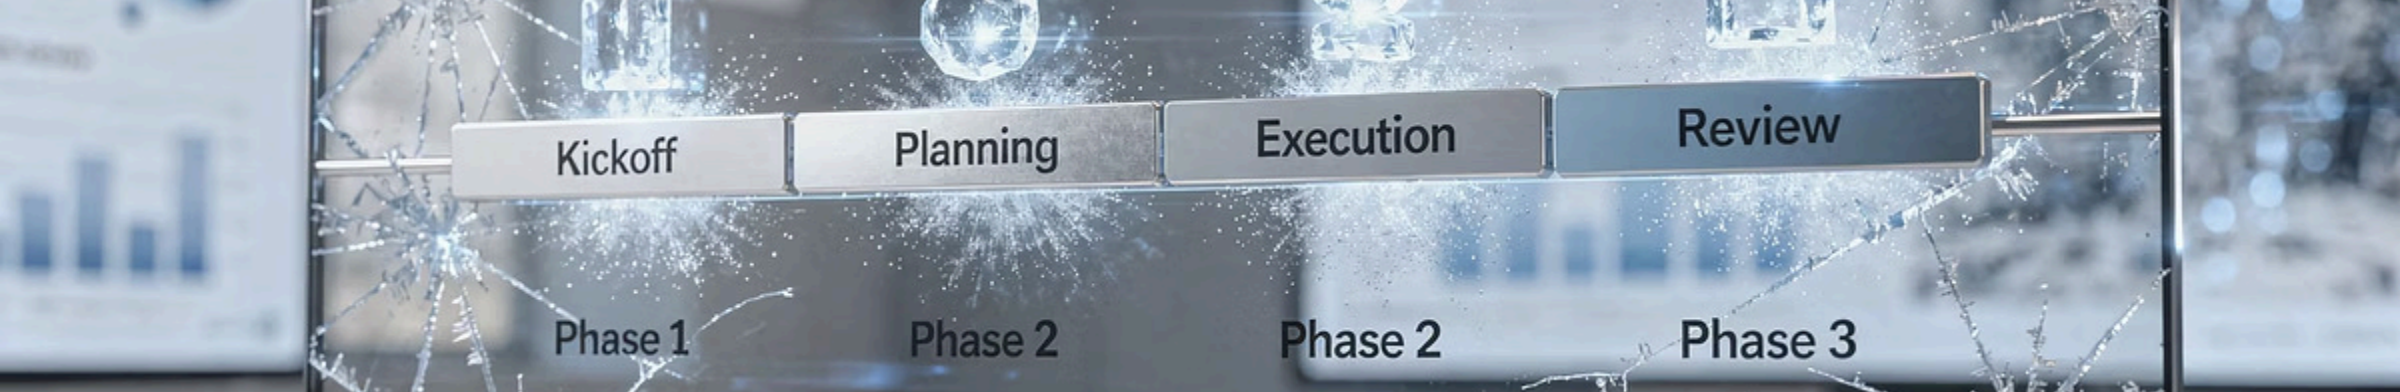 Kickoff Planning Execution Review
Phase 1 Phase 2 Phase 2 Phase 3